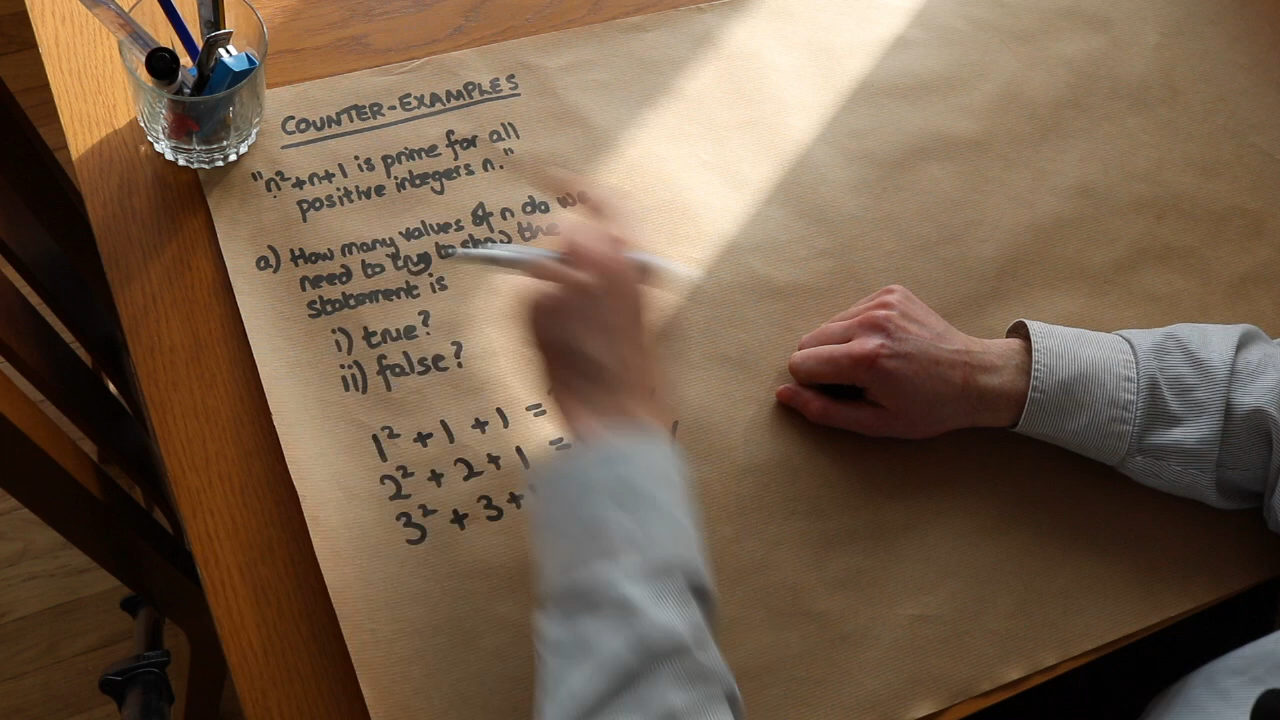 COUNTER-EXAMPLES
"n²+n+1 is prime for all
positive integers n."
a) How many values of n do we
need to try to show the
statement is
i) true?
ii) false?
1² + 1 + 1 =
2² + 2 + 1 =
3² + 3 +